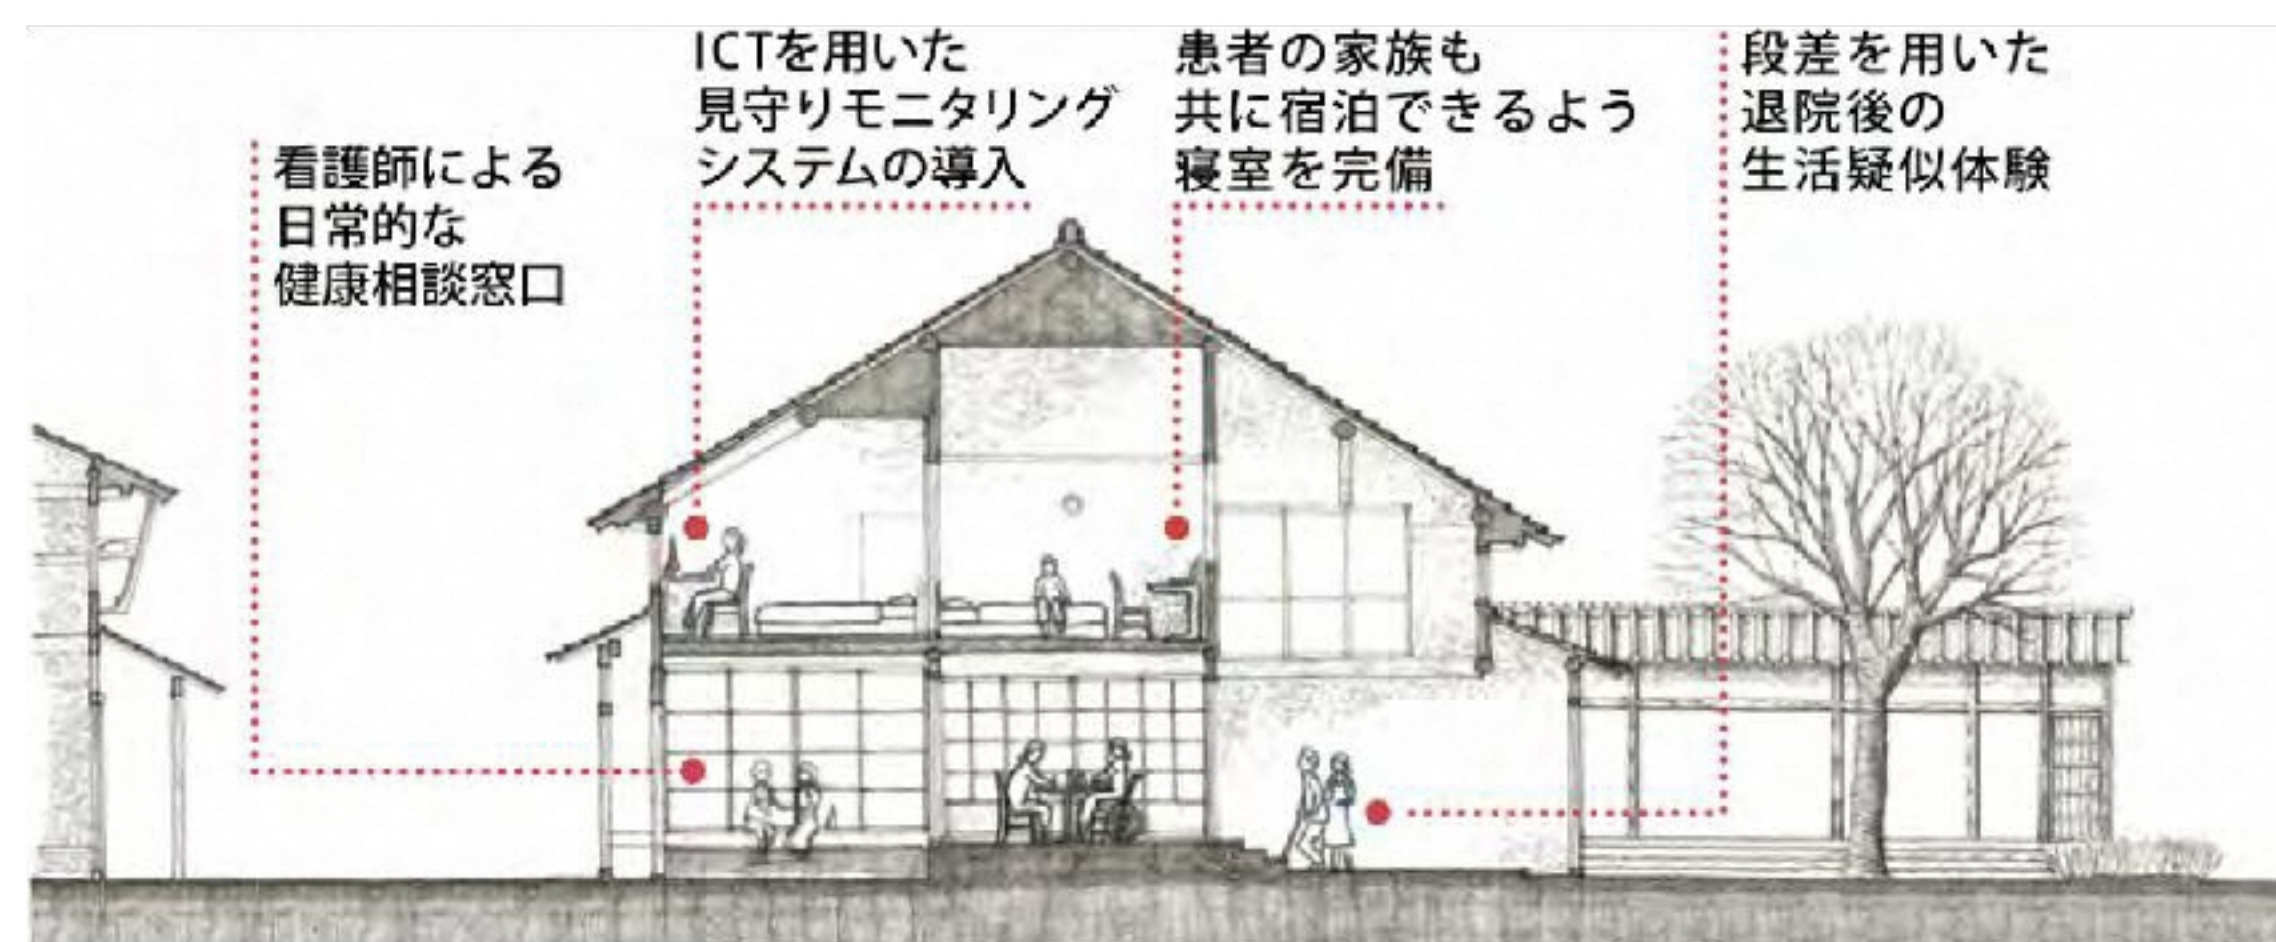 看護師による
日常的な
健康相談窓口
ICTを用いた
見守りモニタリング
システムの導入
患者の家族も
共に宿泊できるよう
寝室を完備
段差を用いた
退院後の
生活疑似体験